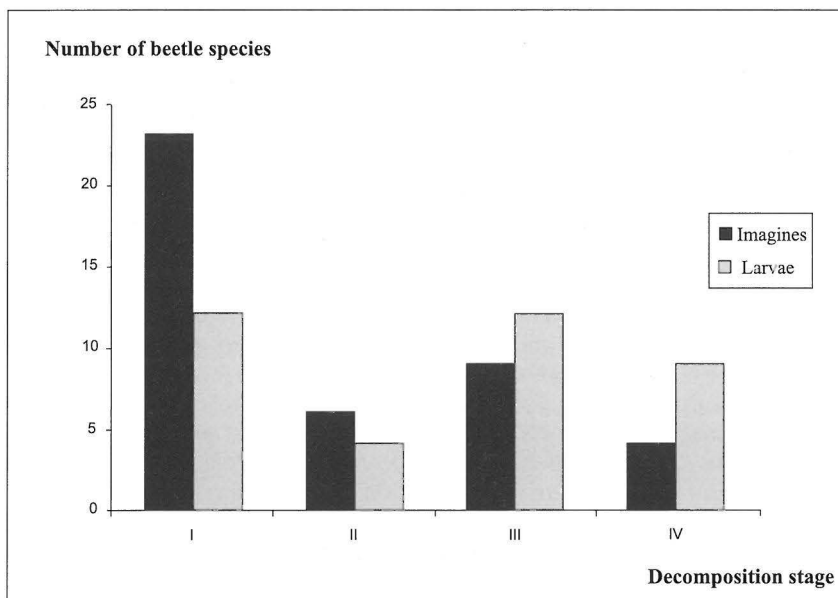 Number of beetle species
25
20
15
10
5
0
Imagines
Larvae
I II III IV
Decomposition stage